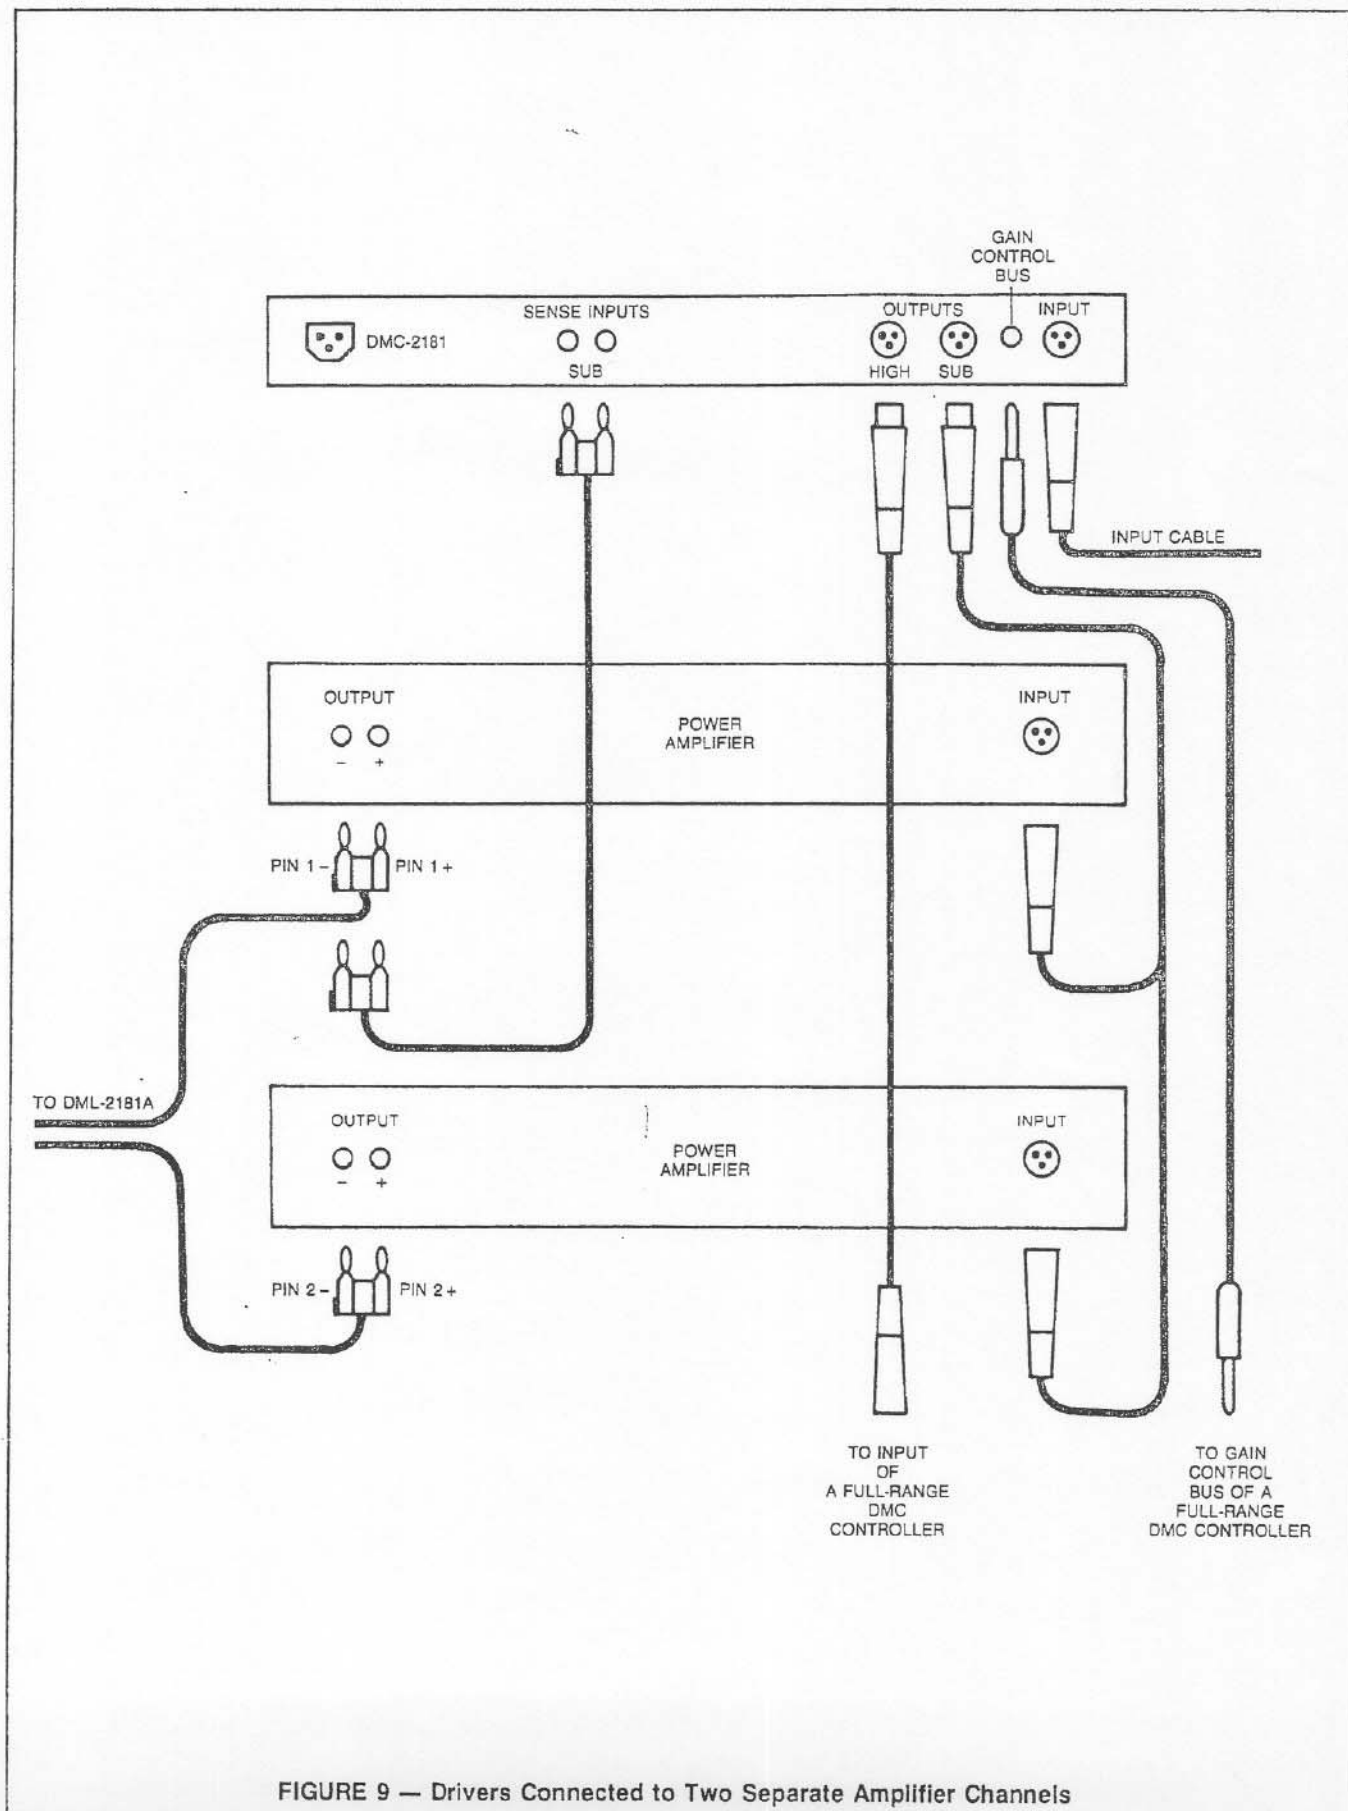 GAIN
CONTROL
BUS
SENSE INPUTS
OUTPUTS
INPUT
DMC-2181
SUB
HIGH
SUB
INPUT CABLE
OUTPUT
POWER
AMPLIFIER
INPUT
- +
PIN 1 -
PIN 1 +
TO DML-2181A
OUTPUT
POWER
AMPLIFIER
INPUT
- +
PIN 2 -
PIN 2 +
TO INPUT
OF
A FULL-RANGE
DMC
CONTROLLER
TO GAIN
CONTROL
BUS OF A
FULL-RANGE
DMC CONTROLLER
FIGURE 9 — Drivers Connected to Two Separate Amplifier Channels